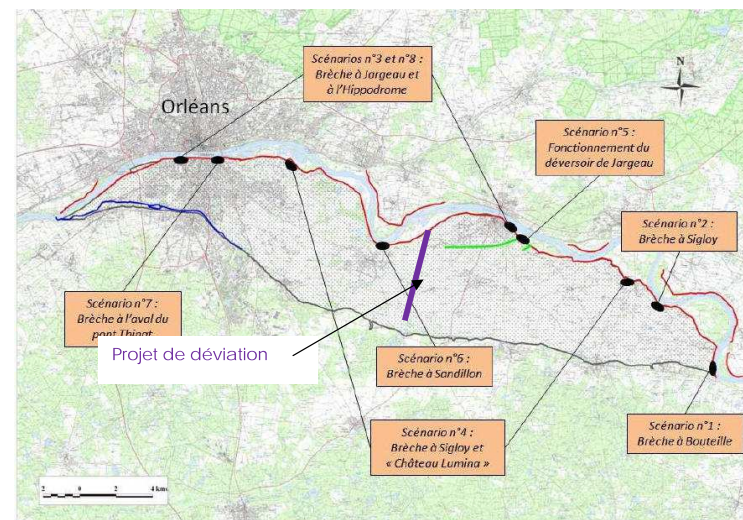 Scénarios n°3 et n°8 :
Brèche à Jargeau et
à l'Hippodrome
N
Orléans
Scénario n°5 :
Fonctionnement du
déversoir de Jargeau
Scénario n°2 :
Brèche à Sigloy
Scénario n°7 :
Brèche à l'aval du
pont Thinat
Projet de déviation
Scénario n°6 :
Brèche à Sandillon
Scénario n°4 :
Brèche à Sigloy et
« Château Lumina »
Scénario n°1 :
Brèche à Bouteille
2 0 2 4 km